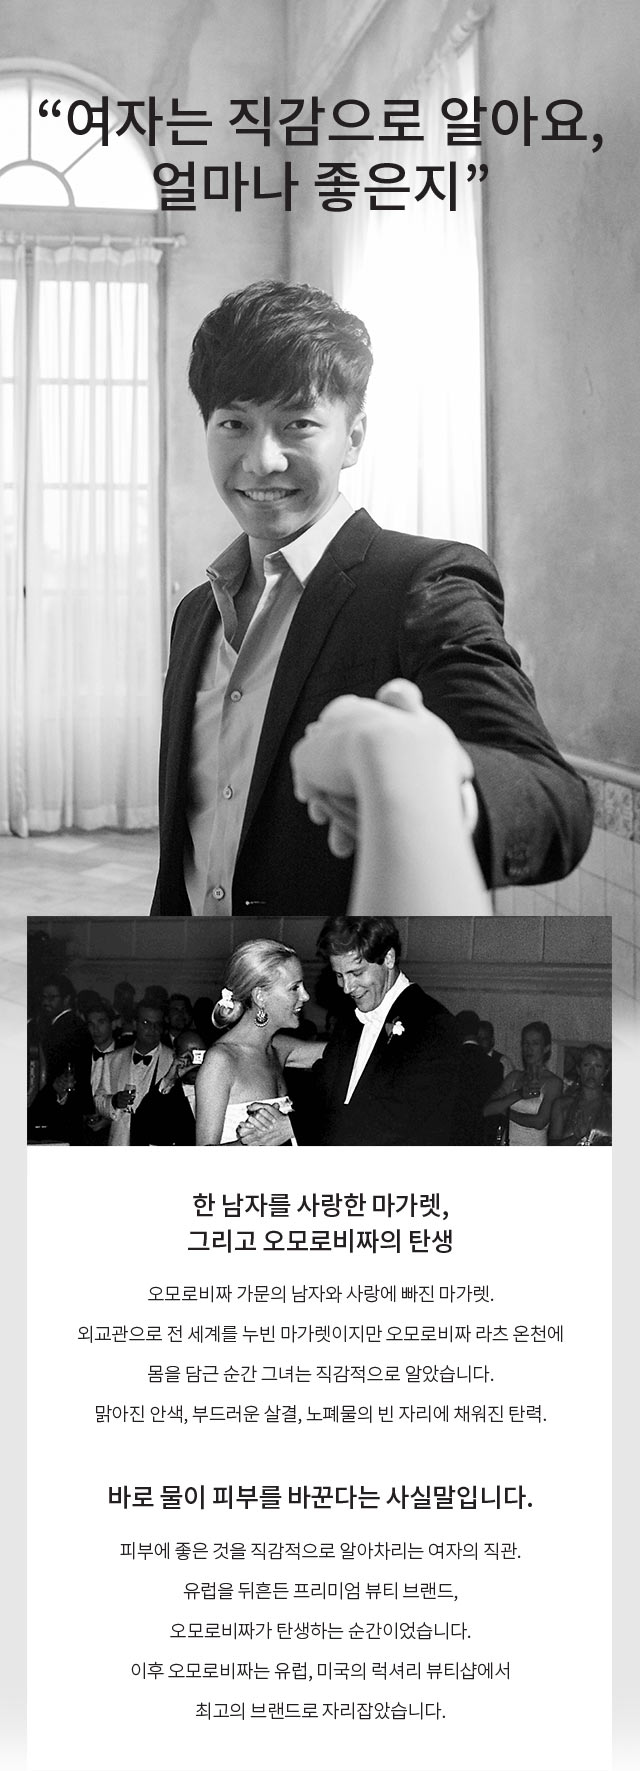 “여자는 직감으로 알아요,
얼마나 좋은지”
한 남자를 사랑한 마가렛,
그리고 오모로비짜의 탄생
오모로비짜 가문의 남자와 사랑에 빠진 마가렛.
외교관으로 전 세계를 누빈 마가렛이지만 오모로비짜 라츠 온천에
몸을 담근 순간 그녀는 직감적으로 알았습니다.
맑아진 안색, 부드러운 살결, 노폐물의 빈 자리에 채워진 탄력.
바로 물이 피부를 바꾼다는 사실말입니다.
피부에 좋은 것을 직감적으로 알아차리는 여자의 직관.
유럽을 뒤흔든 프리미엄 뷰티 브랜드,
오모로비짜가 탄생하는 순간이었습니다.
이후 오모로비짜는 유럽, 미국의 럭셔리 뷰티샵에서
최고의 브랜드로 자리잡았습니다.